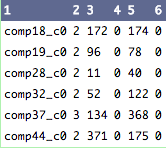 1 2 3 4 5 6
comp18_c0 2 172 0 174 0
comp19_c0 2 96 0 78 0
comp28_c0 2 11 0 40 0
comp32_c0 2 52 0 122 0
comp37_c0 3 134 0 368 0
comp44_c0 2 371 0 175 0